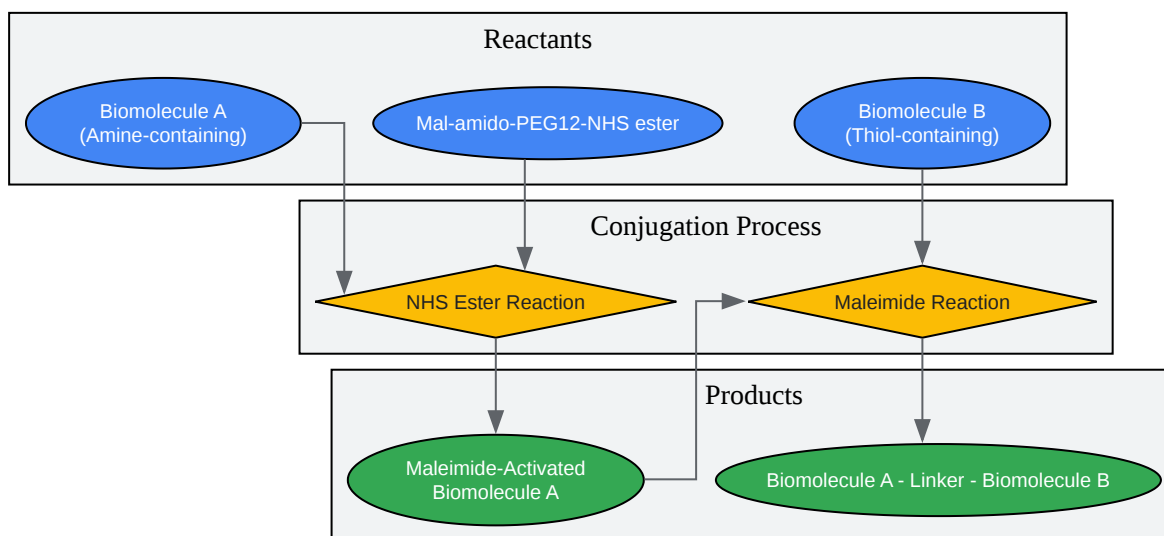 Reactants
Biomolecule A
(Amine-containing)
Mal-amido-PEG12-NHS ester
Biomolecule B
(Thiol-containing)
Conjugation Process
NHS Ester Reaction
Maleimide Reaction
Products
Maleimide-Activated
Biomolecule A
Biomolecule A - Linker - Biomolecule B